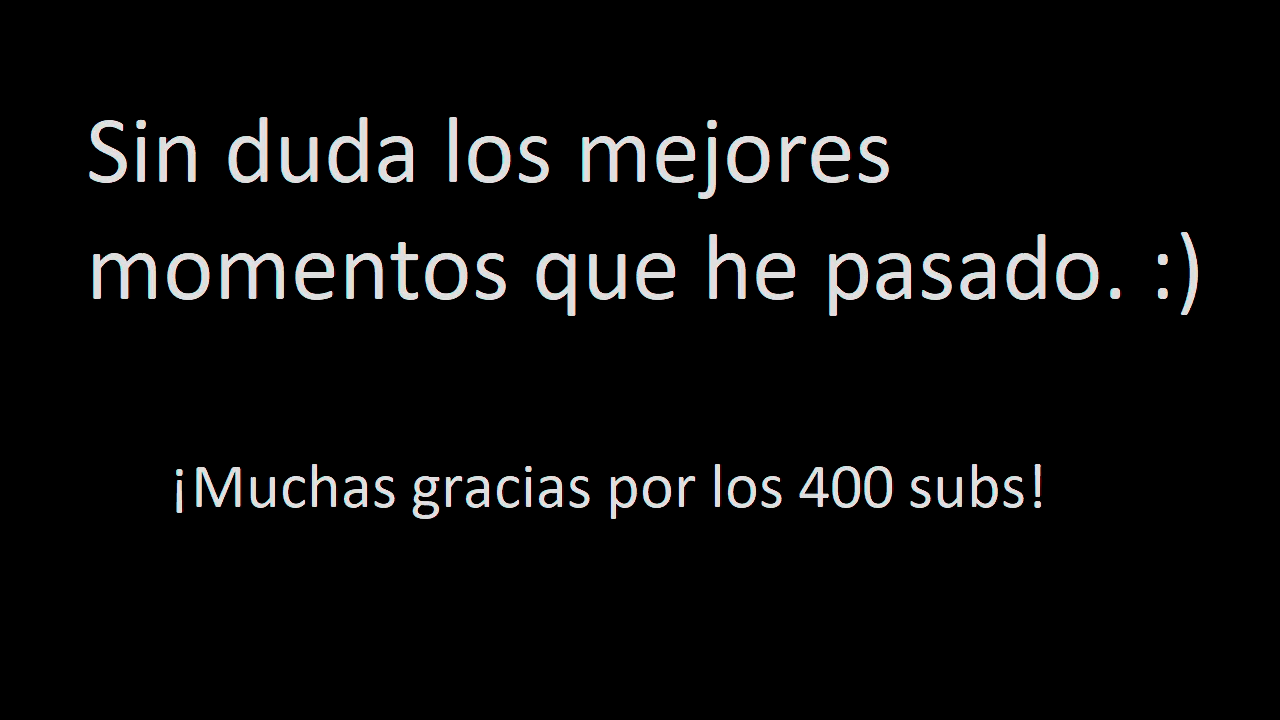 Sin duda los mejores
momentos que he pasado. :)
¡Muchas gracias por los 400 subs!